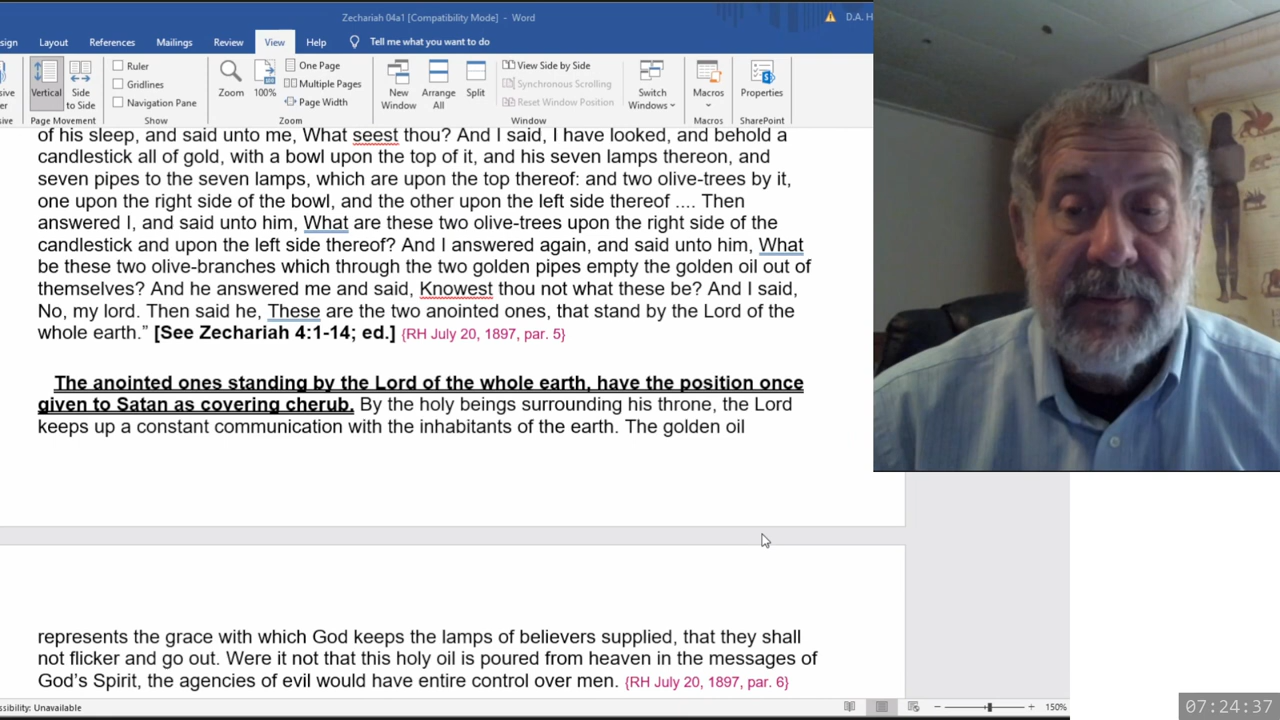 Zechariah 04a1 [Compatibility Mode] - Word
D.A. H
sign Layout References Mailings Review View Help Tell me what you want to do
Vertical
Side to Side
Page Movement
Ruler
Gridlines
Navigation Pane
Show
Zoom
100%
One Page
Multiple Pages
Page Width
Zoom
New Window
Arrange All
Split
View Side by Side
Synchronous Scrolling
Reset Window Position
Window
Switch Windows
Macros
Macros
Properties
SharePoint
of his sleep, and said unto me, What seest thou? And I said, I have looked, and behold a
candlestick all of gold, with a bowl upon the top of it, and his seven lamps thereon, and
seven pipes to the seven lamps, which are upon the top thereof: and two olive-trees by it,
one upon the right side of the bowl, and the other upon the left side thereof .... Then
answered I, and said unto him, What are these two olive-trees upon the right side of the
candlestick and upon the left side thereof? And I answered again, and said unto him, What
be these two olive-branches which through the two golden pipes empty the golden oil out of
themselves? And he answered me and said, Knowest thou not what these be? And I said,
No, my lord. Then said he, These are the two anointed ones, that stand by the Lord of the
whole earth.” [See Zechariah 4:1-14; ed.] {RH July 20, 1897, par. 5}
The anointed ones standing by the Lord of the whole earth, have the position once
given to Satan as covering cherub. By the holy beings surrounding his throne, the Lord
keeps up a constant communication with the inhabitants of the earth. The golden oil
represents the grace with which God keeps the lamps of believers supplied, that they shall
not flicker and go out. Were it not that this holy oil is poured from heaven in the messages of
God’s Spirit, the agencies of evil would have entire control over men. {RH July 20, 1897, par. 6}
ssibility: Unavailable
150%
07:24:37